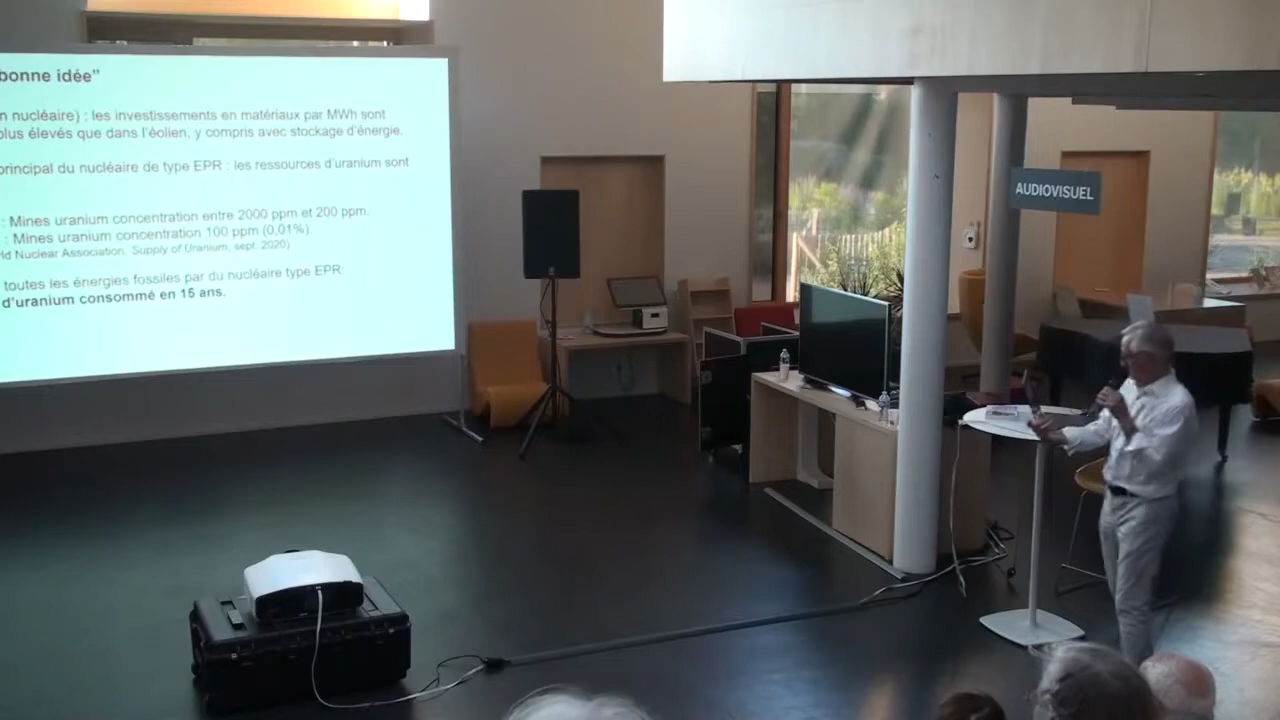 bonne idée"
n nucléaire) : les investissements en matériaux par MWh sont
plus élevés que dans l'éolien, y compris avec stockage d'énergie.
principal du nucléaire de type EPR : les ressources d'uranium sont
: Mines uranium concentration entre 2000 ppm et 200 ppm.
: Mines uranium concentration 100 ppm (0,01%).
ld Nuclear Association. Supply of Uranium, sept. 2020)
toutes les énergies fossiles par du nucléaire type EPR:
d'uranium consommé en 15 ans.
AUDIOVISUEL